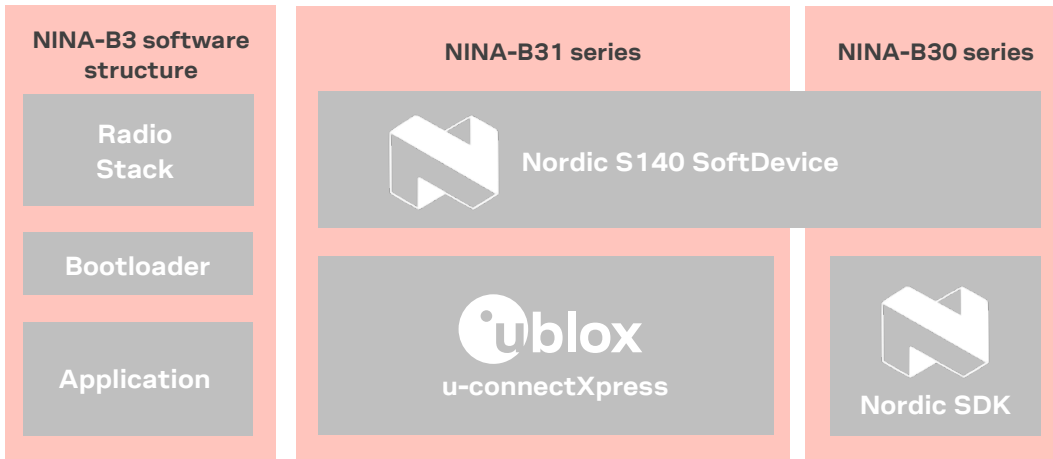 NINA-B3 software
structure
Radio
Stack
Bootloader
Application
NINA-B31 series
NINA-B30 series
Nordic S140 SoftDevice
ublox
u-connectXpress
Nordic SDK